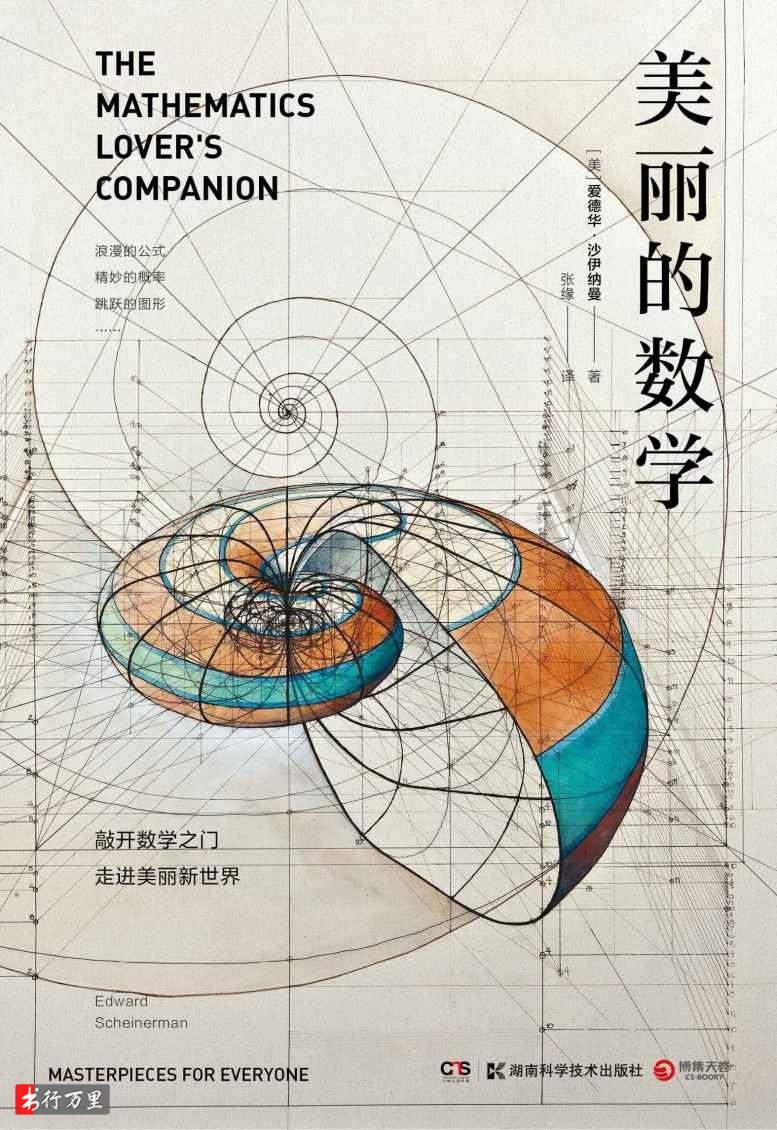 THE
MATHEMATICS
LOVER'S
COMPANION
美丽的数学
[美]爱德华·沙伊纳曼——著
张缘——译
浪漫的公式
精妙的概率
跳跃的图形
……
敲开数学之门
走进美丽新世界
Edward
Scheinerman
MASTERPIECES FOR EVERYONE
湖南科学技术出版社
博集天卷
CS-BOOKY
书行万里